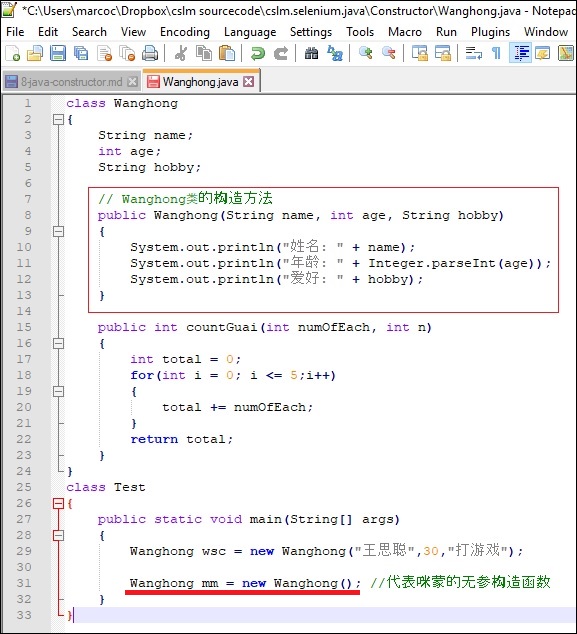 *C:\Users\marcoc\Dropbox\cslm.sourcecode\cslm.selenium.java\Constructor\Wanghong.java - Notepad
File Edit Search View Encoding Language Settings Tools Macro Run Plugins Window
8-java-constructor.md Wanghong.java
1 class Wanghong
2 {
3 String name;
4 int age;
5 String hobby;
6
7 // Wanghong类的构造方法
8 public Wanghong(String name, int age, String hobby)
9 {
10 System.out.println("姓名: " + name);
11 System.out.println("年龄: " + Integer.parseInt(age));
12 System.out.println("爱好: " + hobby);
13 }
14
15 public int countGuai(int numOfEach, int n)
16 {
17 int total = 0;
18 for(int i = 0; i <= 5;i++)
19 {
20 total += numOfEach;
21 }
22 return total;
23 }
24 }
25 class Test
26 {
27 public static void main(String[] args)
28 {
29 Wanghong wsc = new Wanghong("王思聪",30,"打游戏");
30
31 Wanghong mm = new Wanghong(); //代表咪蒙的无参构造函数
32 }
33 }